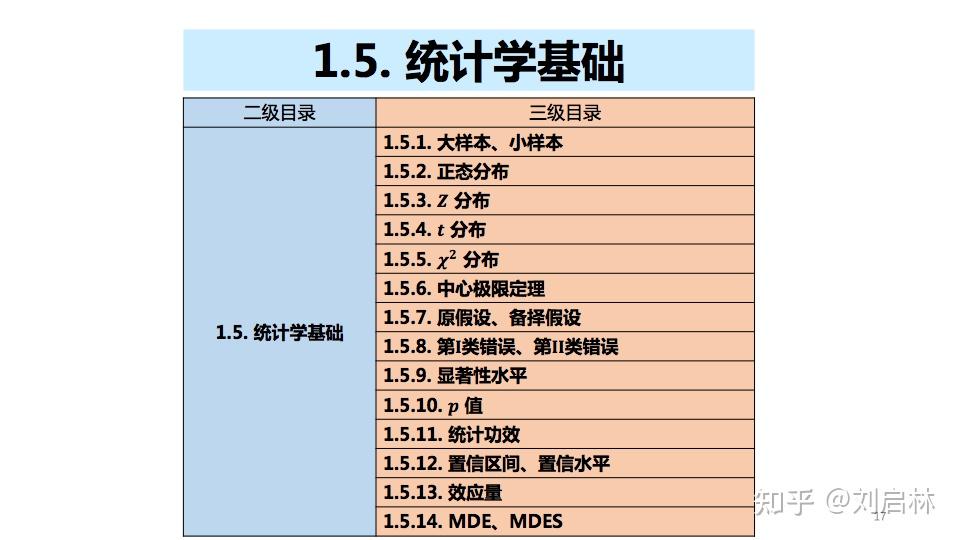 1.5. 统计学基础
二级目录 三级目录
1.5. 统计学基础
1.5.1. 大样本、小样本
1.5.2. 正态分布
1.5.3. Z 分布
1.5.4. t 分布
1.5.5. χ² 分布
1.5.6. 中心极限定理
1.5.7. 原假设、备择假设
1.5.8. 第I类错误、第II类错误
1.5.9. 显著性水平
1.5.10. p 值
1.5.11. 统计功效
1.5.12. 置信区间、置信水平
1.5.13. 效应量
1.5.14. MDE、MDES
知乎 @刘启林
17